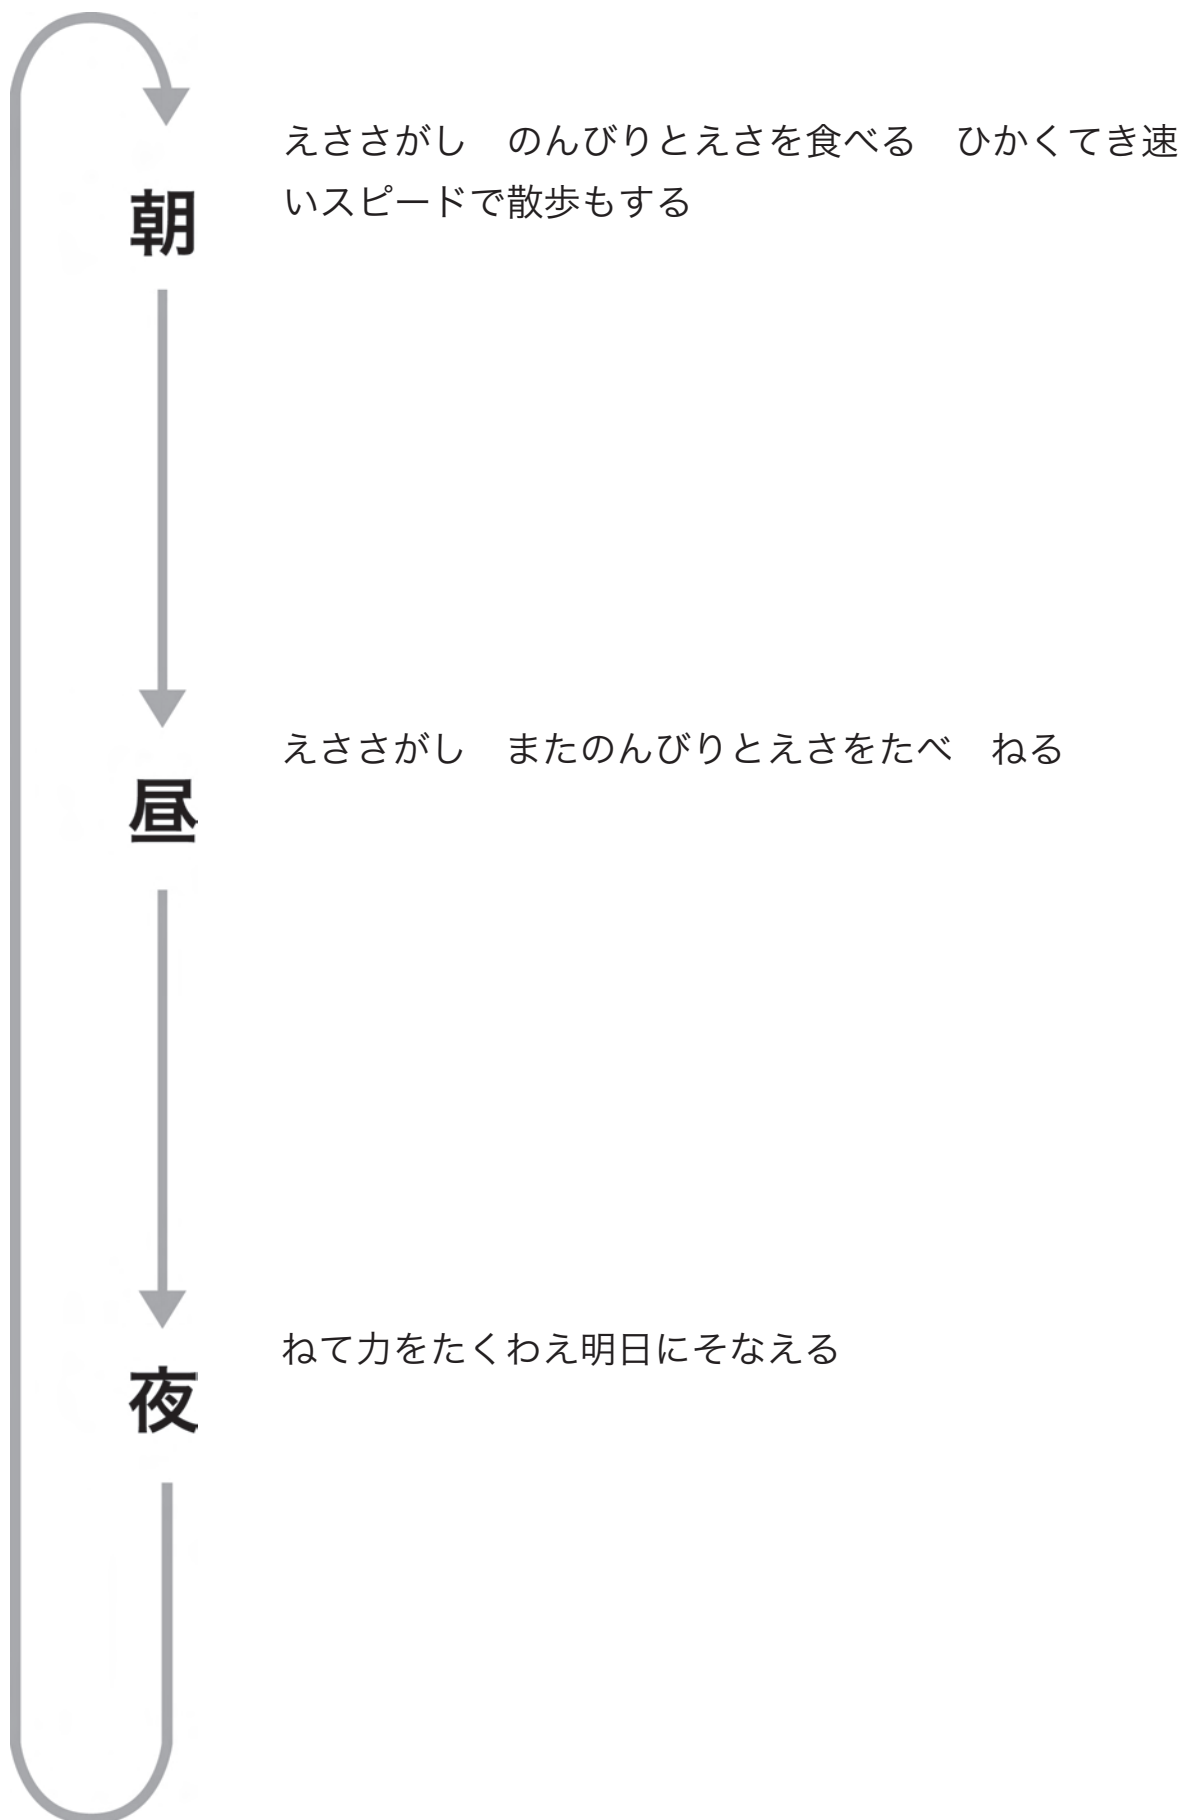 えささがし　のんびりとえさを食べる　ひかくてき速
いスピードで散歩もする
朝
えささがし　またのんびりとえさをたべ　ねる
昼
ねて力をたくわえ明日にそなえる
夜